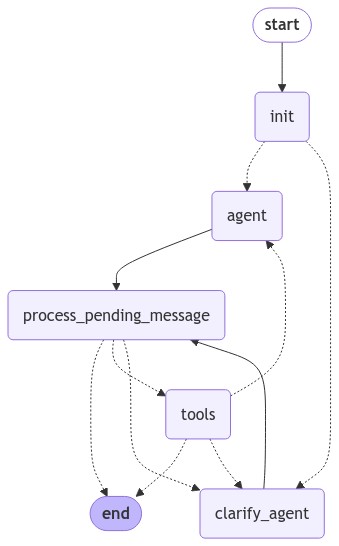 start
init
agent
process_pending_message
tools
end
clarify_agent